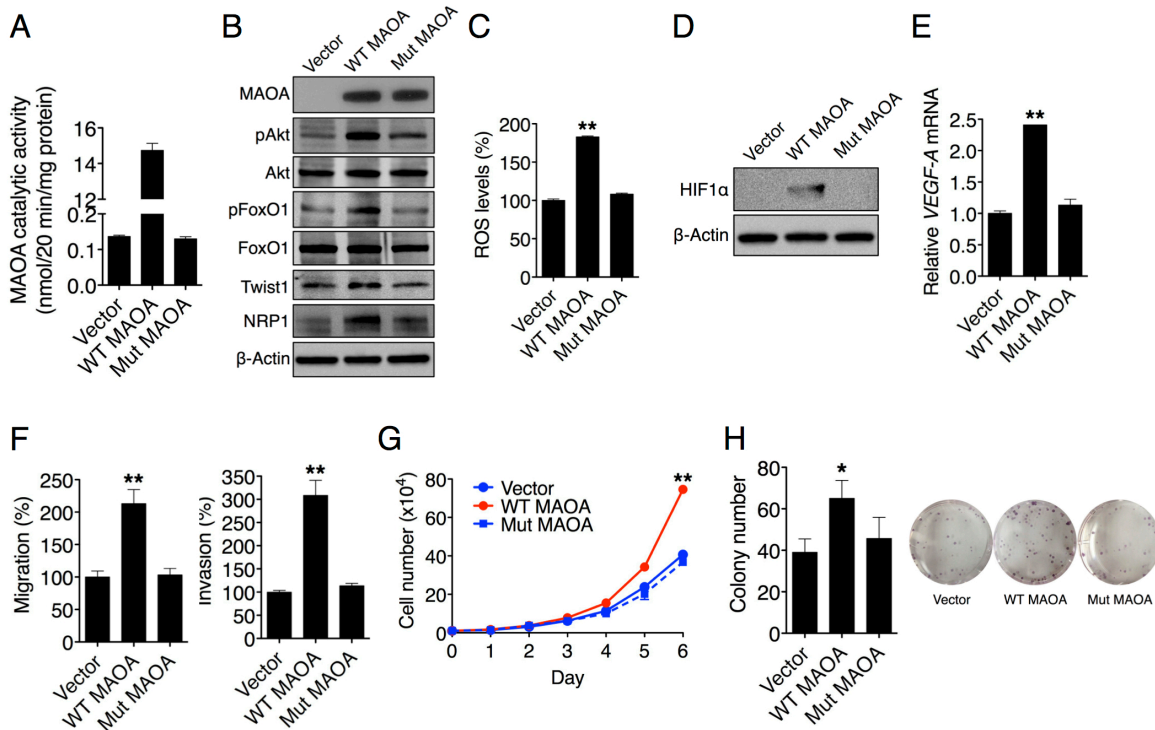 A
MAOA catalytic activity
(nmol/20 min/mg protein)
16
14
12
0.2
0.1
0.0
Vector
WT MAOA
Mut MAOA
B
Vector
WT MAOA
Mut MAOA
MAOA
pAkt
Akt
pFoxO1
FoxO1
Twist1
NRP1
β-Actin
C
ROS levels (%)
200
150
100
50
0
**
Vector
WT MAOA
Mut MAOA
D
Vector
WT MAOA
Mut MAOA
HIF1α
β-Actin
E
Relative VEGF-A mRNA
2.5
2.0
1.5
1.0
0.5
0.0
**
Vector
WT MAOA
Mut MAOA
F
Migration (%)
250
200
150
100
50
0
**
Vector
WT MAOA
Mut MAOA
Invasion (%)
350
300
250
200
150
100
50
0
**
Vector
WT MAOA
Mut MAOA
G
Cell number (x10⁴)
80
60
40
20
0
Vector
WT MAOA
Mut MAOA
**
0 1 2 3 4 5 6
Day
H
Colony number
80
60
40
20
0
*
Vector
WT MAOA
Mut MAOA
Vector WT MAOA Mut MAOA